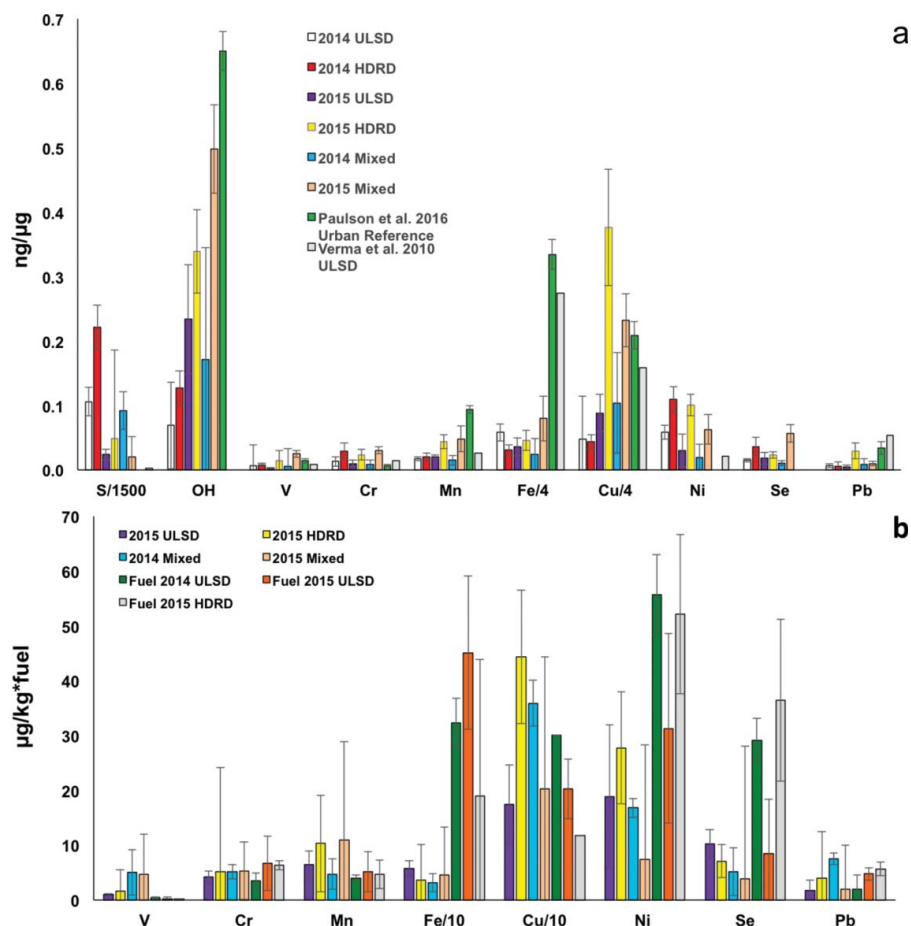 a
0.7
0.6
0.5
0.4
0.3
0.2
0.1
0.0
ng/µg
2014 ULSD
2014 HDRD
2015 ULSD
2015 HDRD
2014 Mixed
2015 Mixed
Paulson et al. 2016
Urban Reference
Verma et al. 2010
ULSD
S/1500 OH V Cr Mn Fe/4 Cu/4 Ni Se Pb
b
70
60
50
40
30
20
10
0
µg/kg*fuel
2015 ULSD 2015 HDRD
2014 Mixed 2015 Mixed
Fuel 2014 ULSD Fuel 2015 ULSD
Fuel 2015 HDRD
V Cr Mn Fe/10 Cu/10 Ni Se Pb